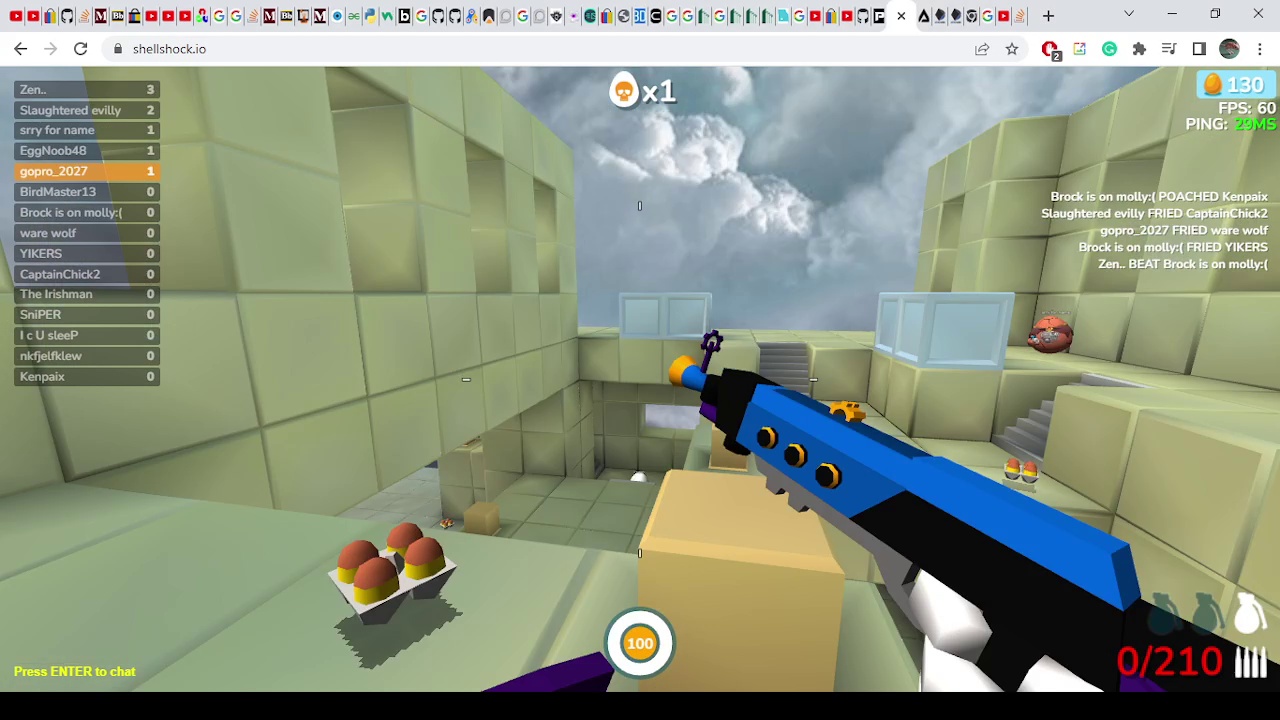 shellshock.io
2
Zen.. 3
Slaughtered evilly 2
srry for name 1
EggNoob48 1
gopro_2027 1
BirdMaster13 0
Brock is on molly:( 0
ware wolf 0
YIKERS 0
CaptainChick2 0
The Irishman 0
SniPER 0
I c U sleeP 0
nkfjelfklew 0
Kenpaix 0
x1
130
FPS: 60
PING: 29MS
Brock is on molly:( POACHED Kenpaix
Slaughtered evilly FRIED CaptainChick2
gopro_2027 FRIED ware wolf
Brock is on molly:( FRIED YIKERS
Zen.. BEAT Brock is on molly:(
100
0/210
Press ENTER to chat